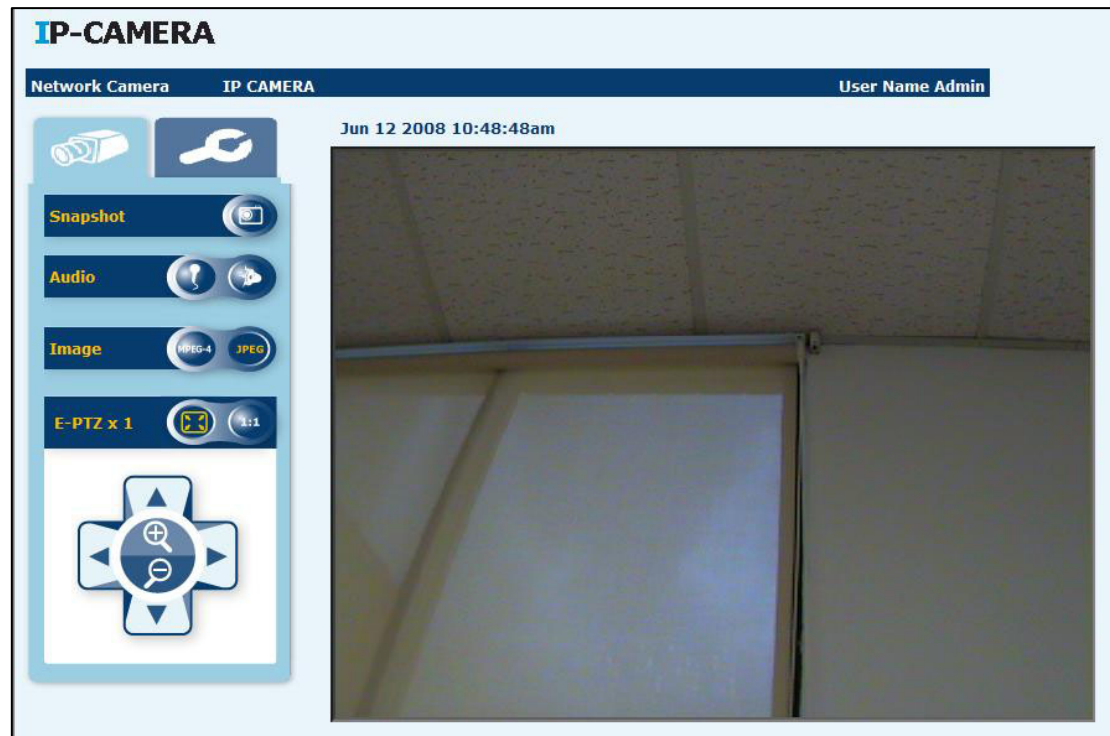 IP-CAMERA
Network Camera IP CAMERA User Name Admin
Jun 12 2008 10:48:48am
Snapshot
Audio
Image MPEG-4 JPEG
E-PTZ x 1 1:1